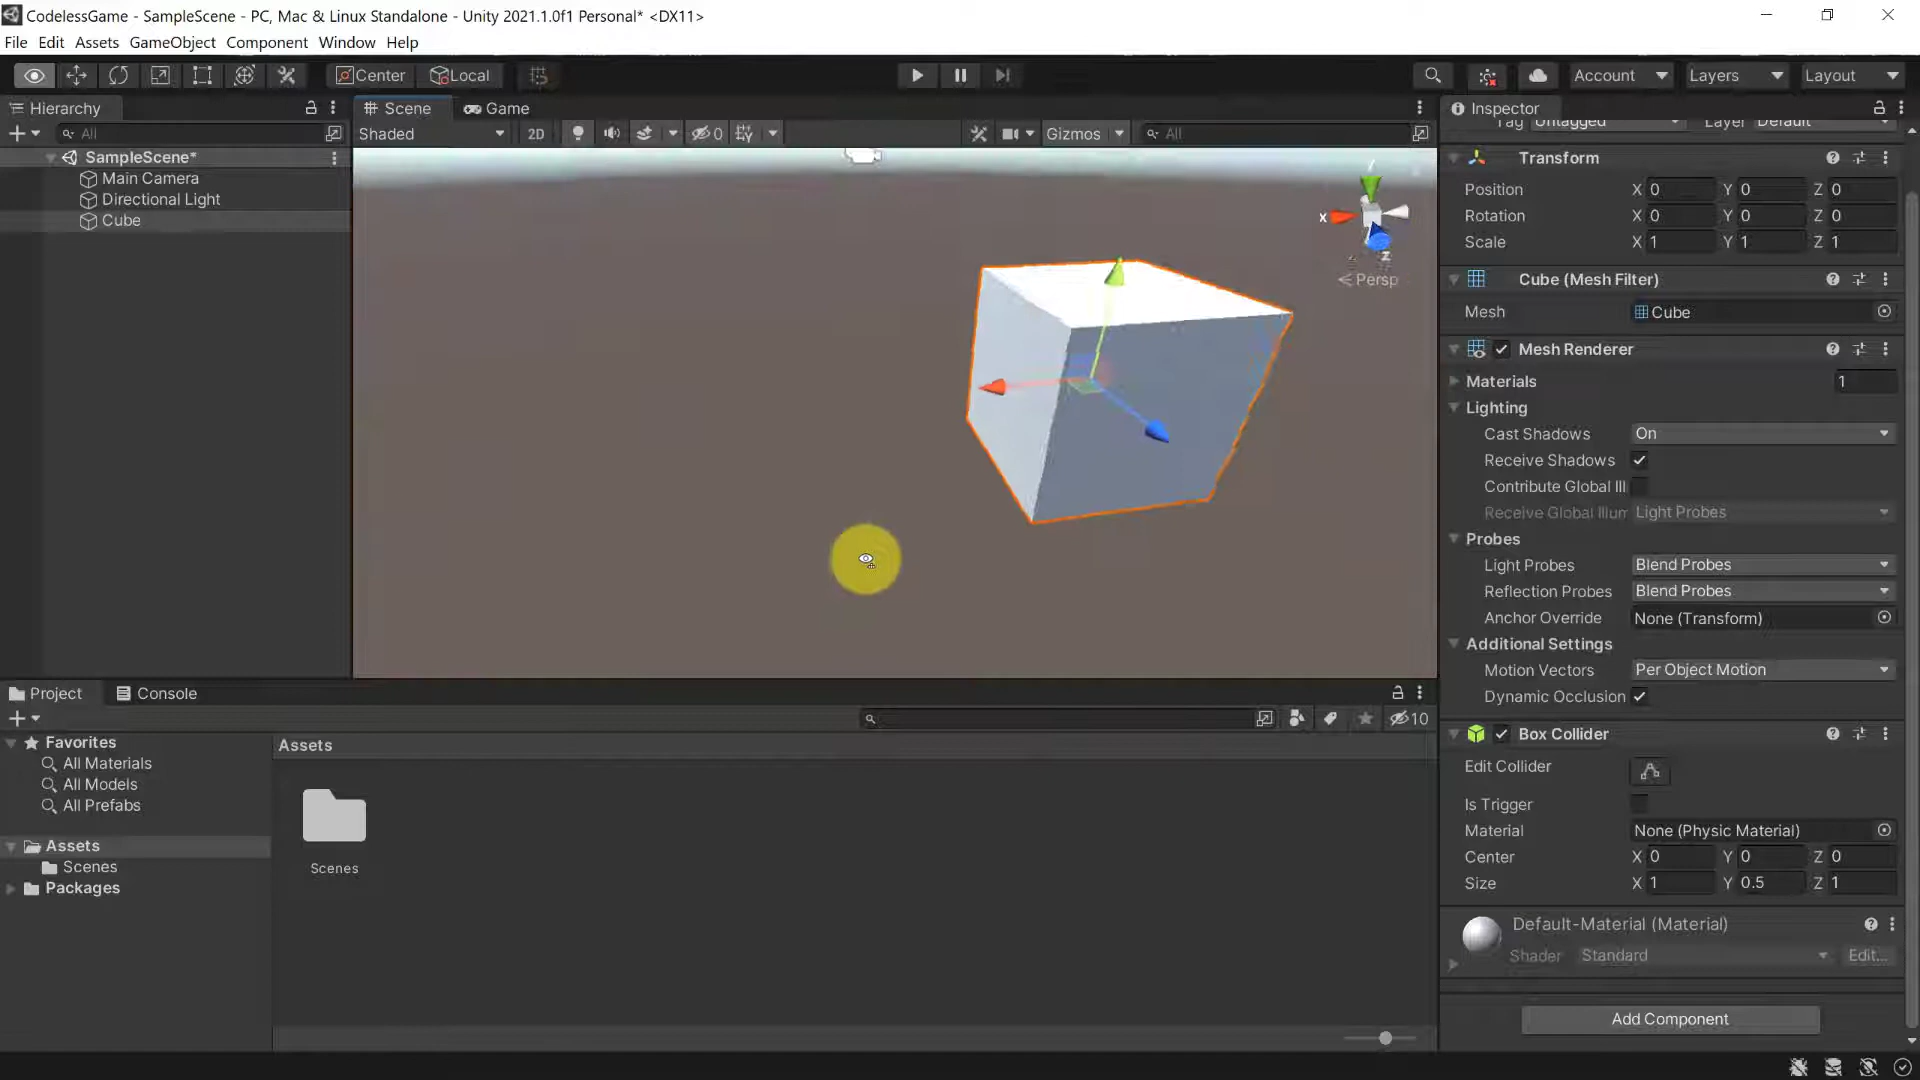 CodelessGame - SampleScene - PC, Mac & Linux Standalone - Unity 2021.1.0f1 Personal* <DX11>
File Edit Assets GameObject Component Window Help
Center Local Account Layers Layout
Hierarchy
All
SampleScene*
Main Camera
Directional Light
Cube
Scene Game
Shaded 2D 0 Gizmos All
x
z
Persp
Inspector
Tag Untagged Layer Default
Transform
Position X 0 Y 0 Z 0
Rotation X 0 Y 0 Z 0
Scale X 1 Y 1 Z 1
Cube (Mesh Filter)
Mesh Cube
Mesh Renderer
Materials 1
Lighting
Cast Shadows On
Receive Shadows
Contribute Global Ill
Receive Global Illum Light Probes
Probes
Light Probes Blend Probes
Reflection Probes Blend Probes
Anchor Override None (Transform)
Additional Settings
Motion Vectors Per Object Motion
Dynamic Occlusion
Box Collider
Edit Collider
Is Trigger
Material None (Physic Material)
Center X 0 Y 0 Z 0
Size X 1 Y 0.5 Z 1
Default-Material (Material)
Shader Standard Edit...
Add Component
Project Console
10
Favorites
All Materials
All Models
All Prefabs
Assets
Scenes
Packages
Assets
Scenes